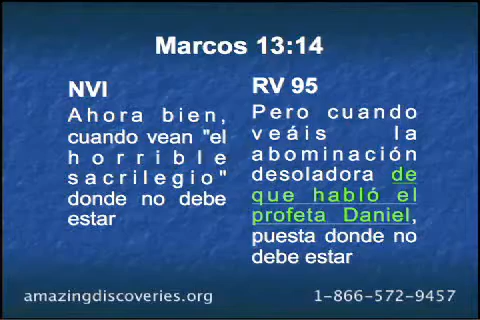 Marcos 13:14
NVI
Ahora bien,
cuando vean "el
horrible
sacrilegio"
donde no debe
estar
RV 95
Pero cuando
veáis la
abominación
desoladora de
que habló el
profeta Daniel,
puesta donde no
debe estar
amazingdiscoveries.org
1-866-572-9457